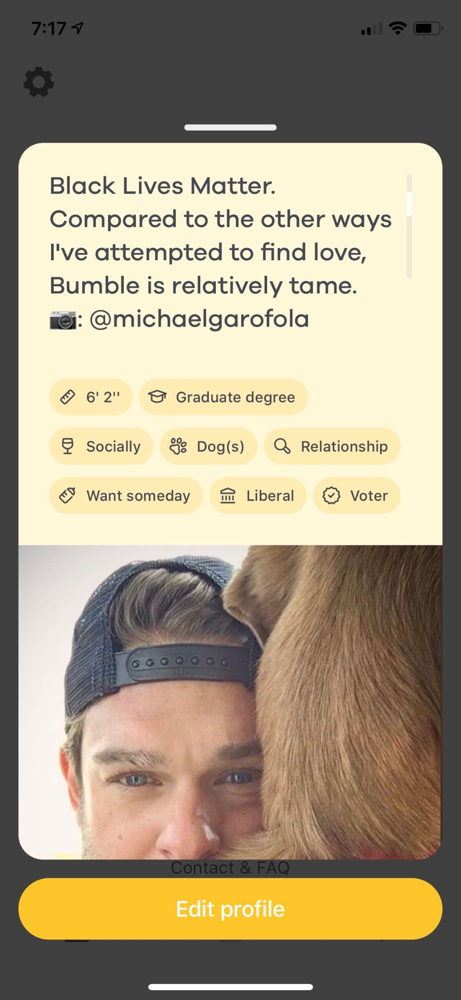 7:17
Black Lives Matter.
Compared to the other ways
I've attempted to find love,
Bumble is relatively tame.
📷: @michaelgarofola
6' 2''
Graduate degree
Socially
Dog(s)
Relationship
Want someday
Liberal
Voter
Contact & FAQ
Edit profile